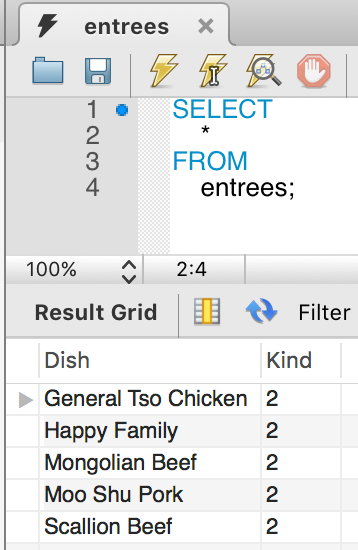 entrees
1 SELECT
2 *
3 FROM
4 entrees;
100% 2:4
Result Grid Filter
Dish Kind
General Tso Chicken 2
Happy Family 2
Mongolian Beef 2
Moo Shu Pork 2
Scallion Beef 2